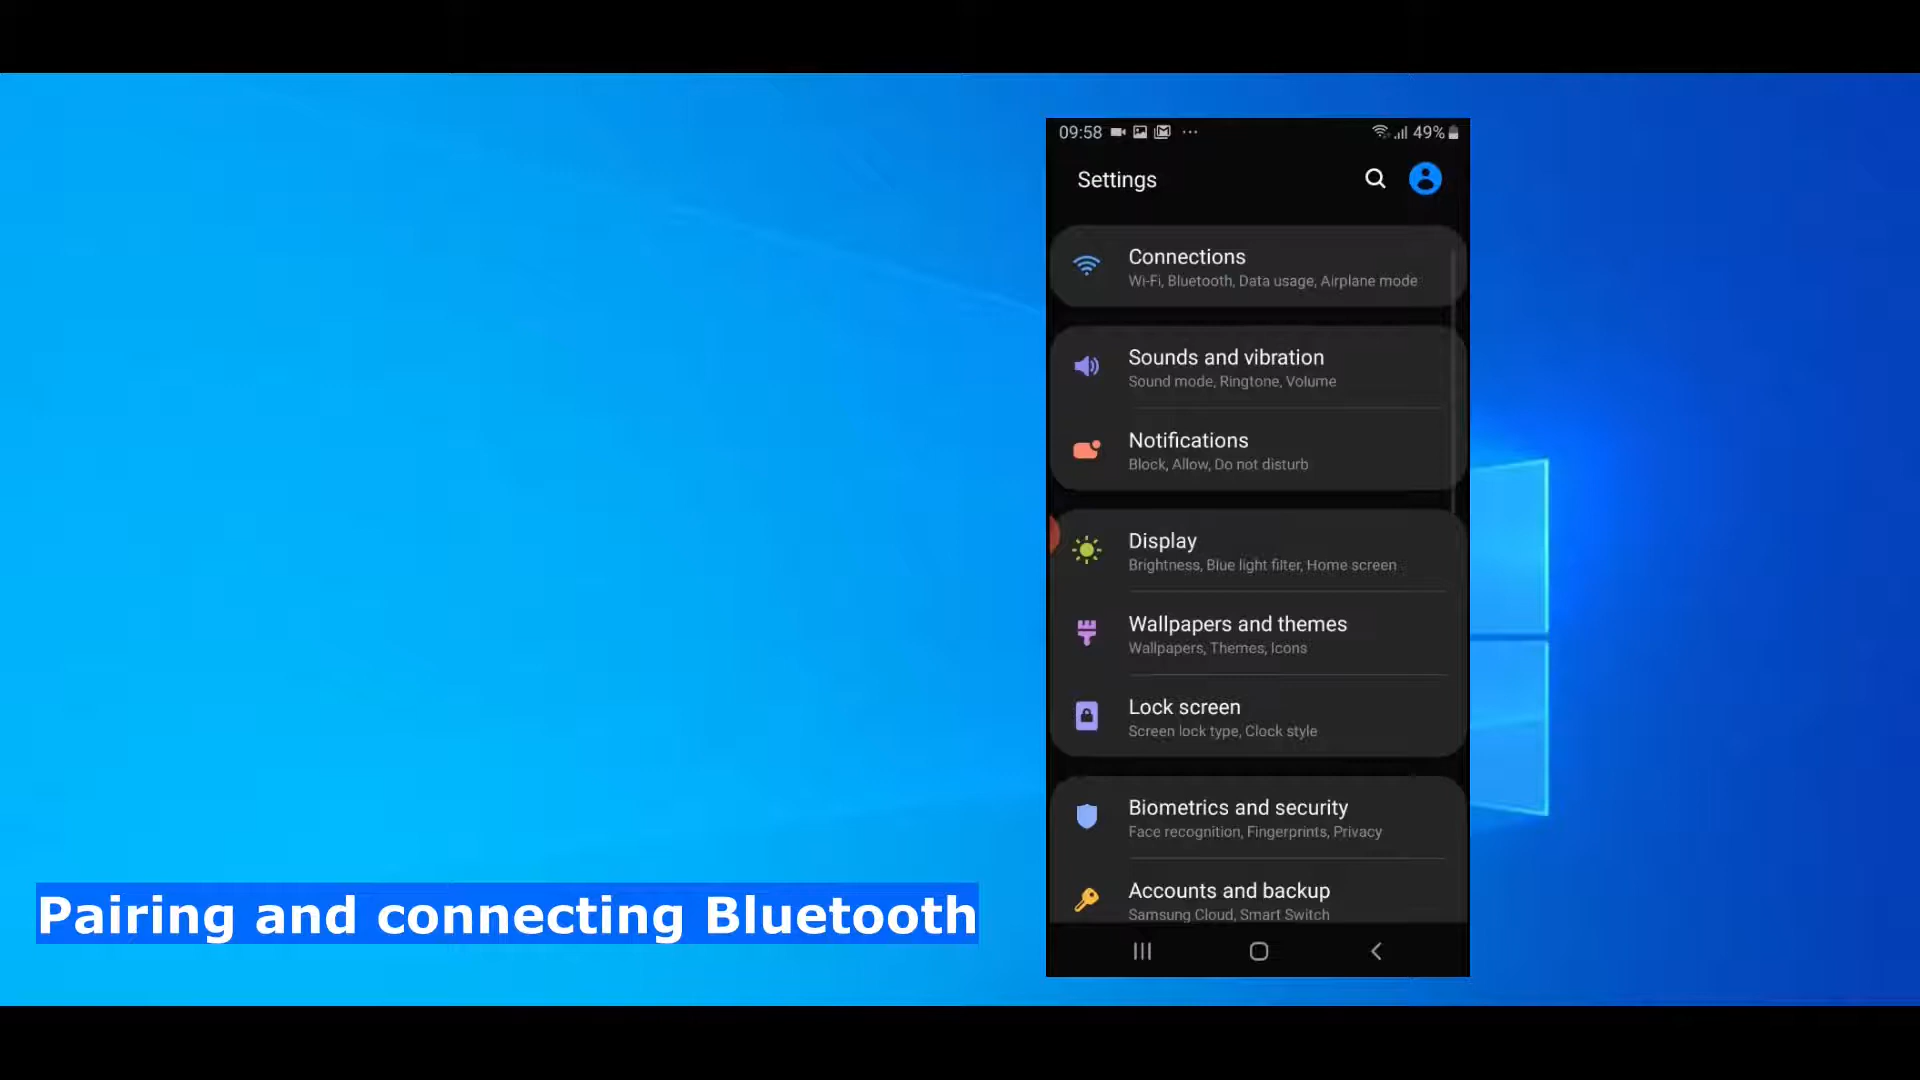 09:58 ... 49%
Settings
Connections
Wi-Fi, Bluetooth, Data usage, Airplane mode
Sounds and vibration
Sound mode, Ringtone, Volume
Notifications
Block, Allow, Do not disturb
Display
Brightness, Blue light filter, Home screen
Wallpapers and themes
Wallpapers, Themes, Icons
Lock screen
Screen lock type, Clock style
Biometrics and security
Face recognition, Fingerprints, Privacy
Accounts and backup
Samsung Cloud, Smart Switch
Pairing and connecting Bluetooth